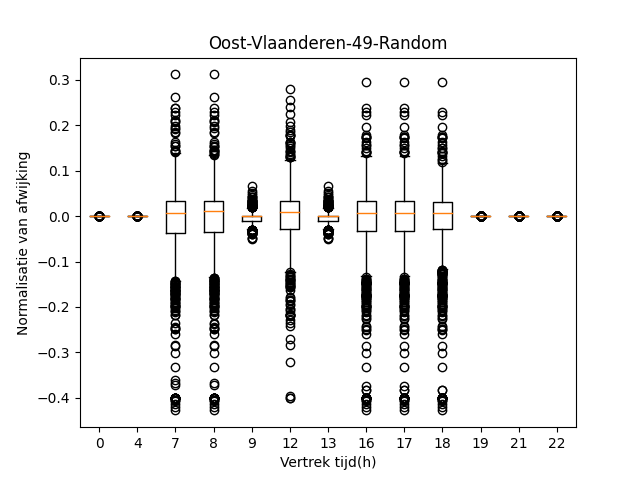 Oost-Vlaanderen-49-Random
Normalisatie van afwijking
0.3
0.2
0.1
0.0
−0.1
−0.2
−0.3
−0.4
0 4 7 8 9 12 13 16 17 18 19 21 22
Vertrek tijd(h)